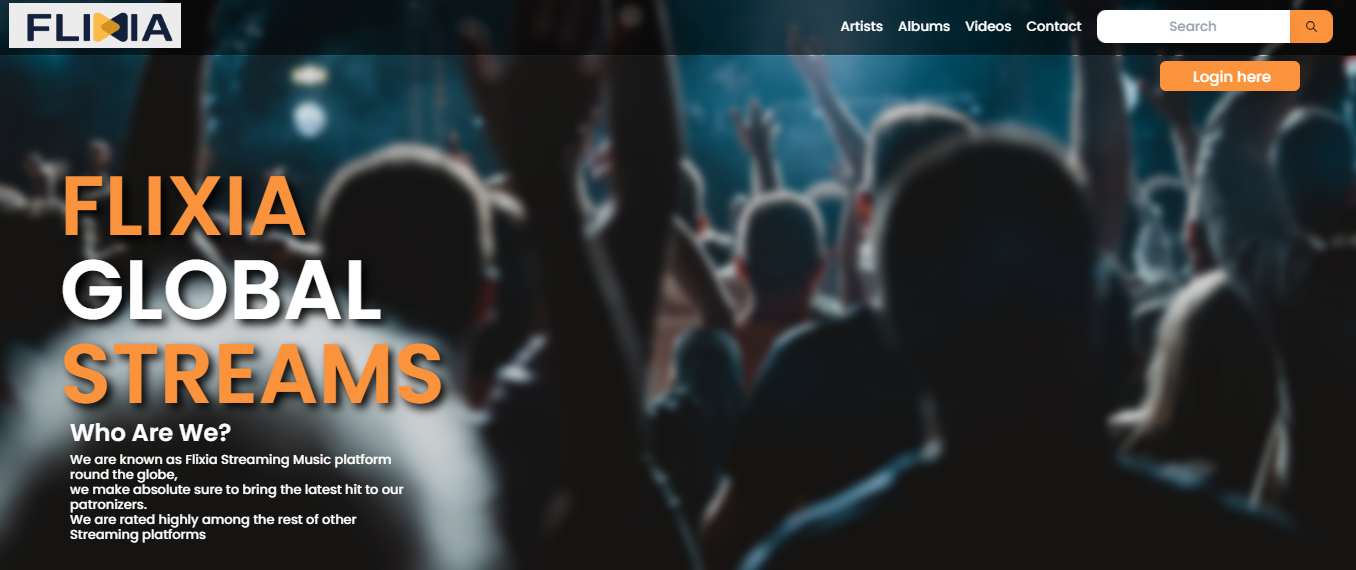 FLIXIA
Artists Albums Videos Contact Search
Login here
FLIXIA
GLOBAL
STREAMS
Who Are We?
We are known as Flixia Streaming Music platform
round the globe,
we make absolute sure to bring the latest hit to our
patronizers.
We are rated highly among the rest of other
Streaming platforms